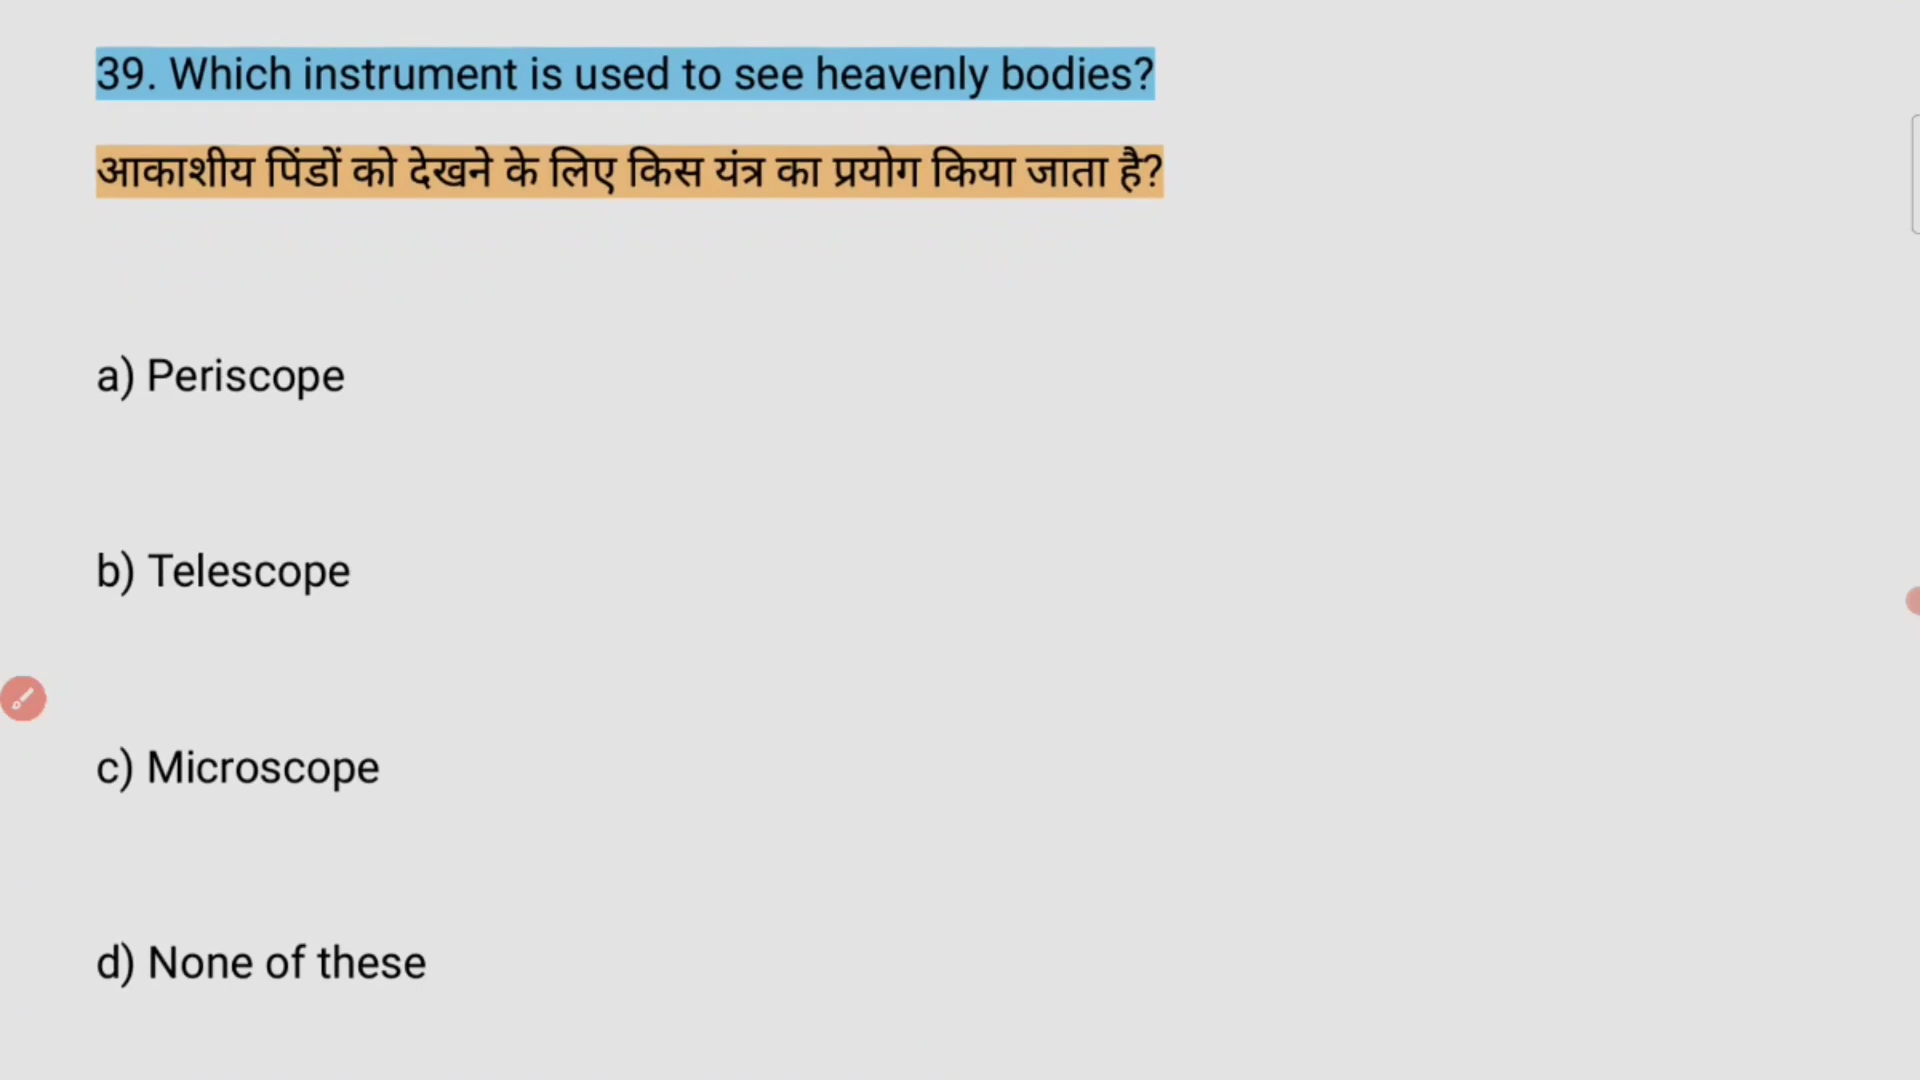 39. Which instrument is used to see heavenly bodies?
आकाशीय पिंडों को देखने के लिए किस यंत्र का प्रयोग किया जाता है?
a) Periscope
b) Telescope
c) Microscope
d) None of these